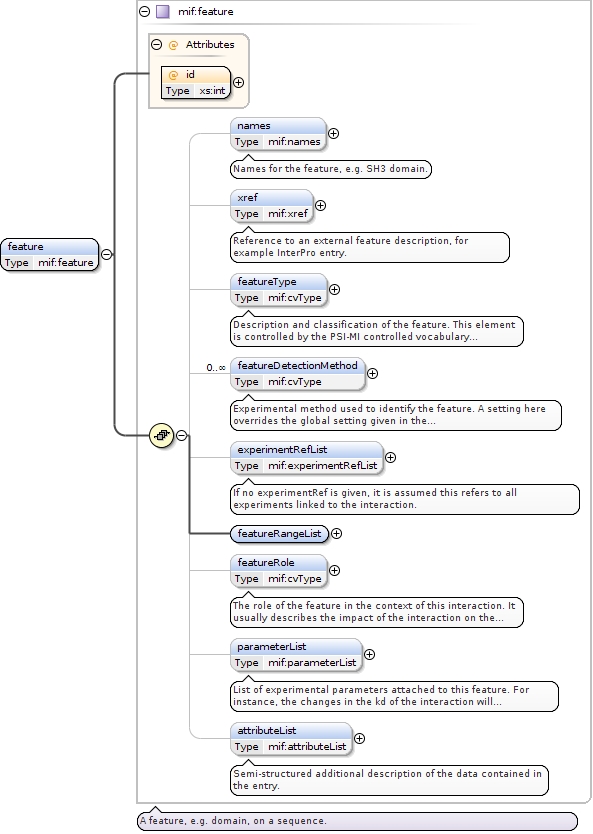 mif:feature
Attributes
id
Type xs:int
names
Type mif:names
Names for the feature, e.g. SH3 domain.
xref
Type mif:xref
Reference to an external feature description, for
example InterPro entry.
feature
Type mif:feature
featureType
Type mif:cvType
Description and classification of the feature. This element
is controlled by the PSI-MI controlled vocabulary...
0..∞
featureDetectionMethod
Type mif:cvType
Experimental method used to identify the feature. A setting here
overrides the global setting given in the...
experimentRefList
Type mif:experimentRefList
If no experimentRef is given, it is assumed this refers to all
experiments linked to the interaction.
featureRangeList
featureRole
Type mif:cvType
The role of the feature in the context of this interaction. It
usually describes the impact of the interaction on the...
parameterList
Type mif:parameterList
List of experimental parameters attached to this feature. For
instance, the changes in the kd of the interaction will...
attributeList
Type mif:attributeList
Semi-structured additional description of the data contained in
the entry.
A feature, e.g. domain, on a sequence.